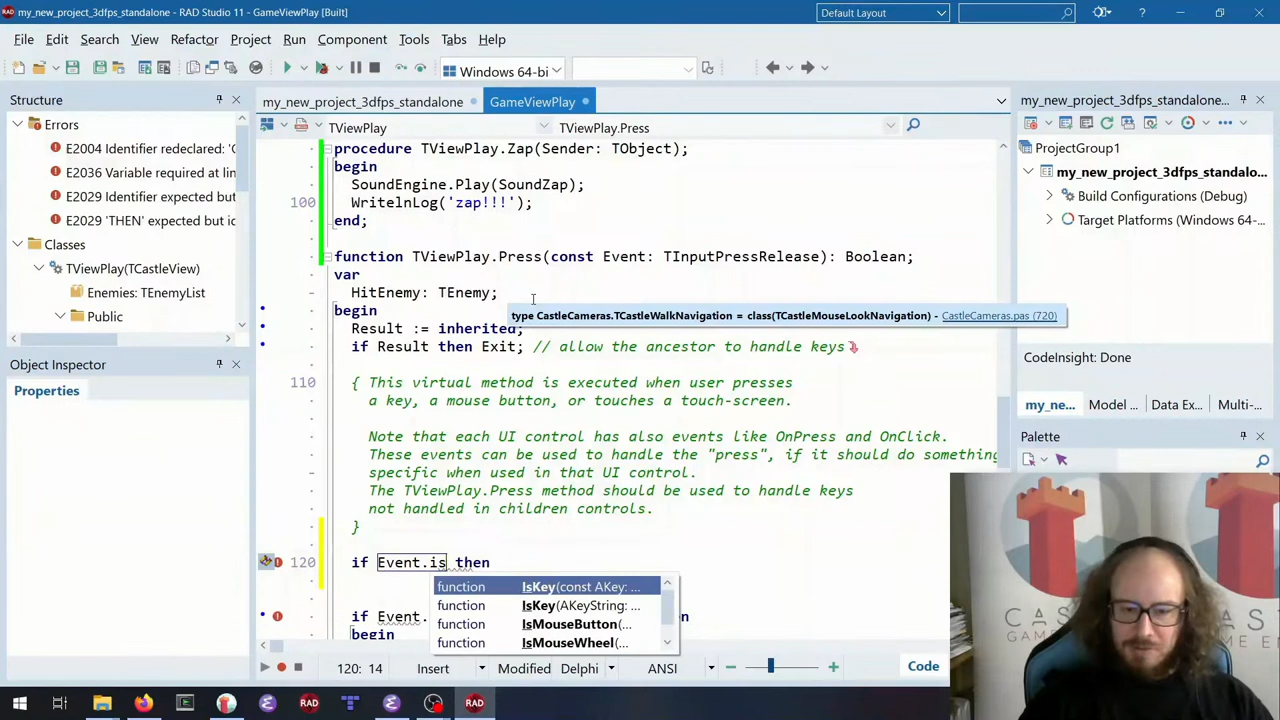 my_new_project_3dfps_standalone - RAD Studio 11 - GameViewPlay [Built]
Default Layout
File Edit Search View Refactor Project Run Component Tools Tabs Help
Windows 64-bi
Structure
Errors
E2004 Identifier redeclared: 'C
E2036 Variable required at lin
E2029 Identifier expected but
E2029 'THEN' expected but ic
Classes
TViewPlay(TCastleView)
Enemies: TEnemyList
Public
Object Inspector
Properties
my_new_project_3dfps_standalone
GameViewPlay
TViewPlay
TViewPlay.Press
procedure TViewPlay.Zap(Sender: TObject);
begin
SoundEngine.Play(SoundZap);
100 WritelnLog('zap!!!');
end;
function TViewPlay.Press(const Event: TInputPressRelease): Boolean;
var
HitEnemy: TEnemy;
begin
type CastleCameras.TCastleWalkNavigation = class(TCastleMouseLookNavigation) - CastleCameras.pas (720)
Result := inherited;
if Result then Exit; // allow the ancestor to handle keys
110 { This virtual method is executed when user presses
a key, a mouse button, or touches a touch-screen.
Note that each UI control has also events like OnPress and OnClick.
These events can be used to handle the "press", if it should do something
specific when used in that UI control.
The TViewPlay.Press method should be used to handle keys
not handled in children controls.
}
120 if Event.is then
function IsKey(const AKey: ...
function IsKey(AKeyString: ...
function IsMouseButton(...
function IsMouseWheel(...
if Event.
begin
120: 14 Insert Modified Delphi ANSI Code
my_new_project_3dfps_standalone...
ProjectGroup1
my_new_project_3dfps_standalo...
Build Configurations (Debug)
Target Platforms (Windows 64-...
CodeInsight: Done
my_ne... Model ... Data Ex... Multi-...
Palette
RAD
RAD